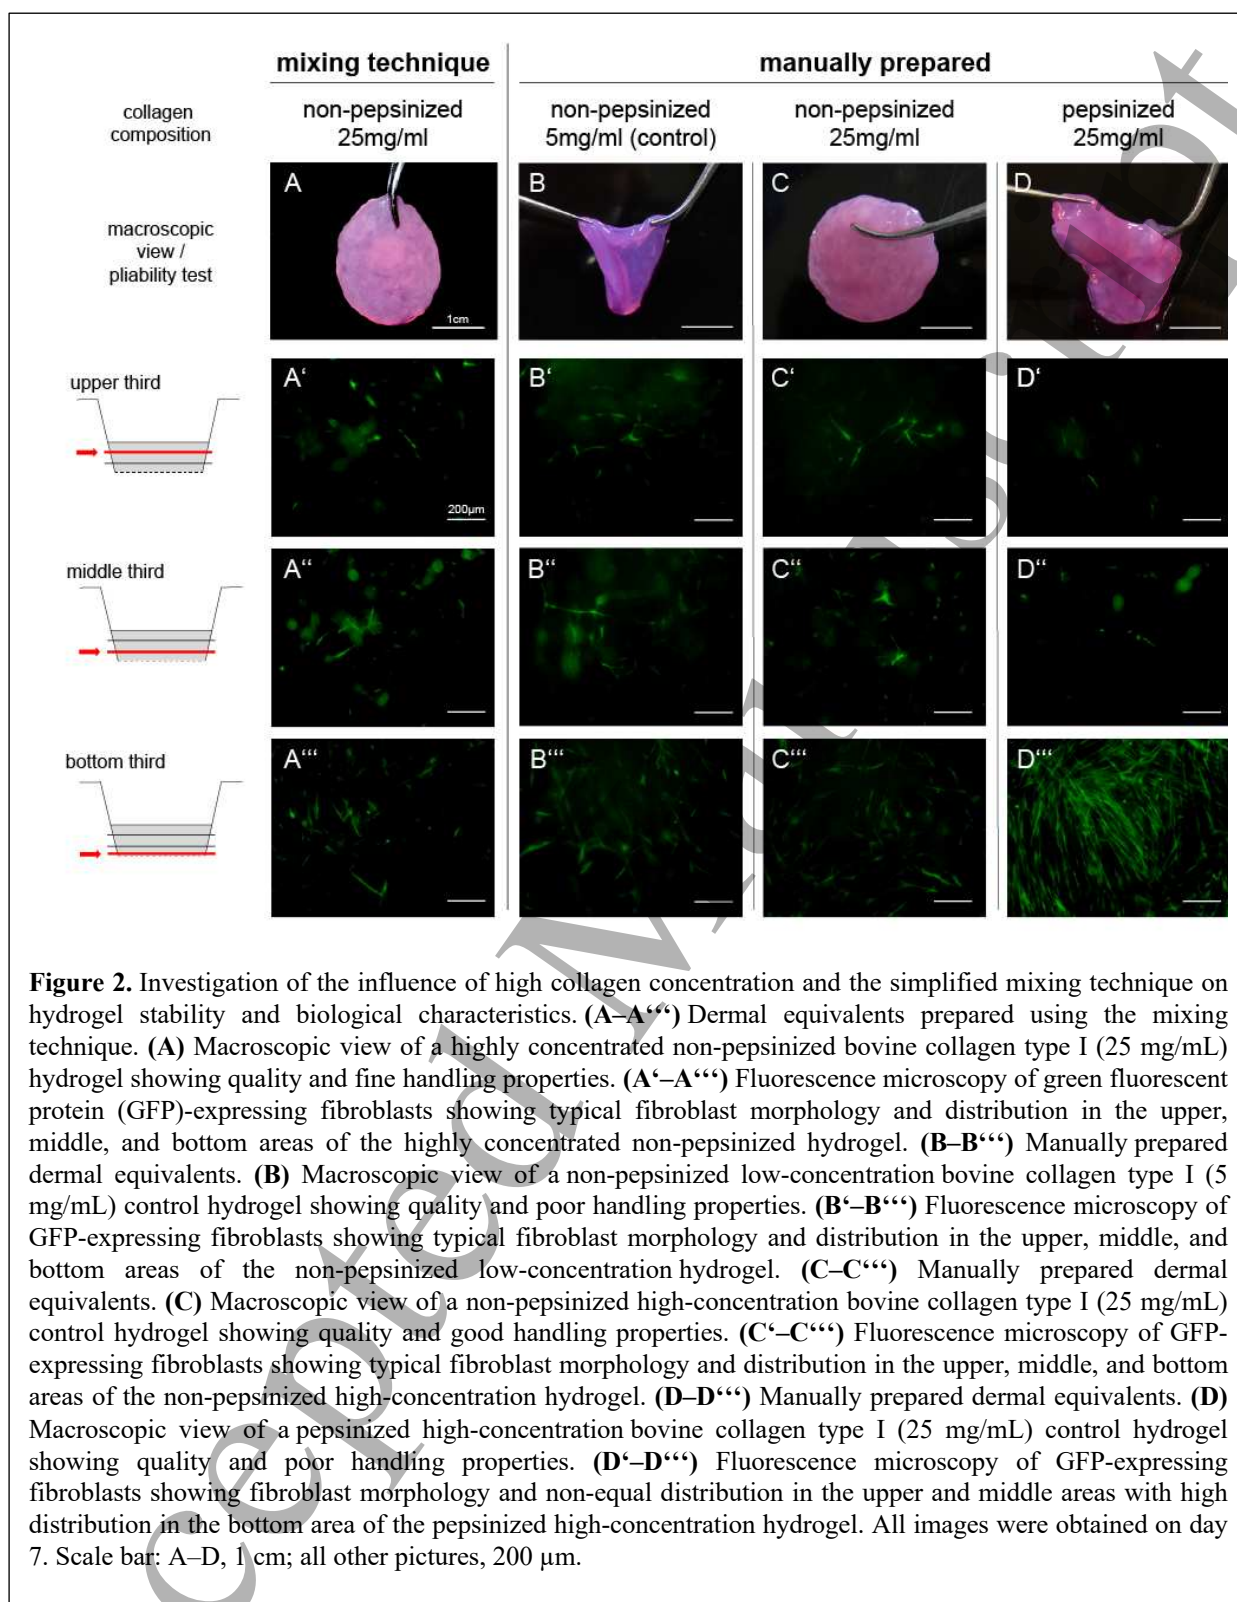 mixing technique
manually prepared
collagen
composition
non-pepsinized
25mg/ml
non-pepsinized
5mg/ml (control)
non-pepsinized
25mg/ml
pepsinized
25mg/ml
macroscopic
view /
pliability test
A
1cm
B
C
D
upper third
A‘
200µm
B‘
C‘
D‘
middle third
A‘‘
B‘‘
C‘‘
D‘‘
bottom third
A‘‘‘
B‘‘‘
C‘‘‘
D‘‘‘
Figure 2. Investigation of the influence of high collagen concentration and the simplified mixing technique on
hydrogel stability and biological characteristics. (A–A‘‘‘) Dermal equivalents prepared using the mixing
technique. (A) Macroscopic view of a highly concentrated non-pepsinized bovine collagen type I (25 mg/mL)
hydrogel showing quality and fine handling properties. (A‘–A‘‘‘) Fluorescence microscopy of green fluorescent
protein (GFP)-expressing fibroblasts showing typical fibroblast morphology and distribution in the upper,
middle, and bottom areas of the highly concentrated non-pepsinized hydrogel. (B–B‘‘‘) Manually prepared
dermal equivalents. (B) Macroscopic view of a non-pepsinized low-concentration bovine collagen type I (5
mg/mL) control hydrogel showing quality and poor handling properties. (B‘–B‘‘‘) Fluorescence microscopy of
GFP-expressing fibroblasts showing typical fibroblast morphology and distribution in the upper, middle, and
bottom areas of the non-pepsinized low-concentration hydrogel. (C–C‘‘‘) Manually prepared dermal
equivalents. (C) Macroscopic view of a non-pepsinized high-concentration bovine collagen type I (25 mg/mL)
control hydrogel showing quality and good handling properties. (C‘–C‘‘‘) Fluorescence microscopy of GFP-
expressing fibroblasts showing typical fibroblast morphology and distribution in the upper, middle, and bottom
areas of the non-pepsinized high-concentration hydrogel. (D–D‘‘‘) Manually prepared dermal equivalents. (D)
Macroscopic view of a pepsinized high-concentration bovine collagen type I (25 mg/mL) control hydrogel
showing quality and poor handling properties. (D‘–D‘‘‘) Fluorescence microscopy of GFP-expressing
fibroblasts showing fibroblast morphology and non-equal distribution in the upper and middle areas with high
distribution in the bottom area of the pepsinized high-concentration hydrogel. All images were obtained on day
7. Scale bar: A–D, 1 cm; all other pictures, 200 µm.